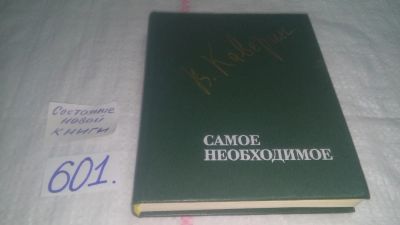 В. Каверин
САМОЕ
НЕОБХОДИМОЕ
Состояние
новой
книги
601.